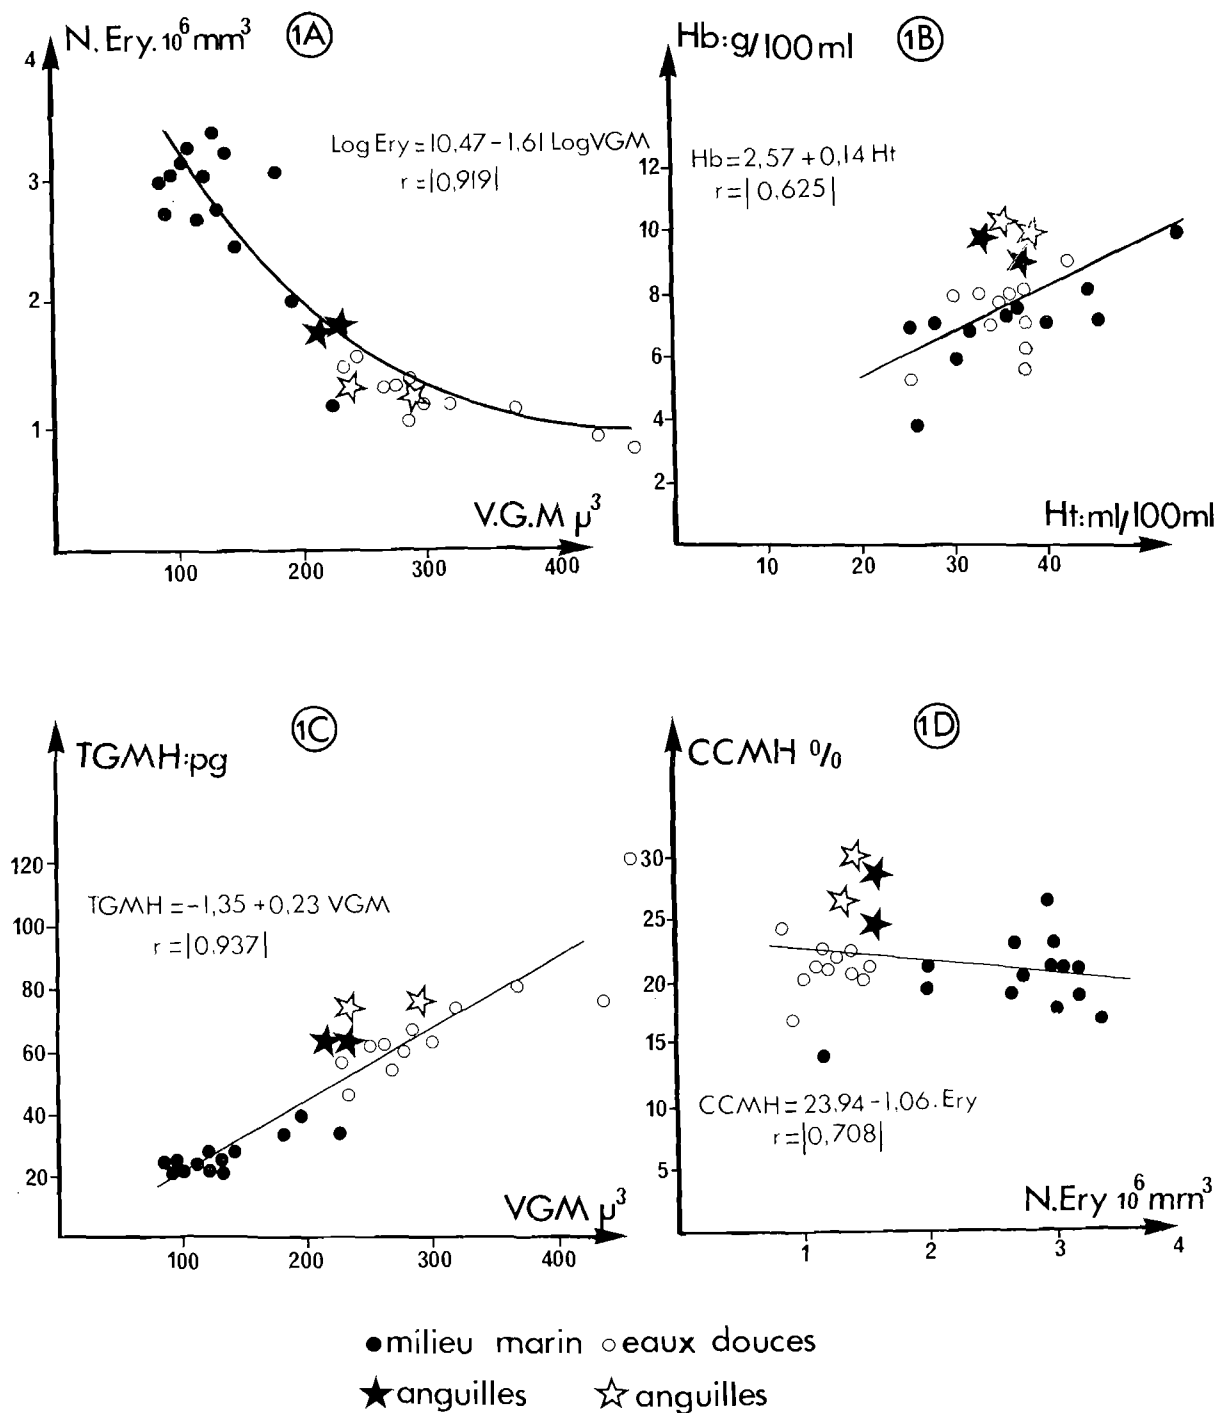 N. Ery. 10⁶ mm³ 1A
4
3
2
1
Log Ery = 10,47 – 1,61 Log VGM
r = |0,919|
V.G.M µ³
100 200 300 400
Hb:g/100 ml 1B
12
10
8
6
4
2
Hb = 2,57 + 0,14 Ht
r = |0,625|
Ht:ml/100ml
10 20 30 40
1C
TGMH:pg
120
100
80
60
40
20
TGMH = –1,35 + 0,23 VGM
r = |0.937|
VGM µ³
100 200 300 400
1D
CCMH %
30
25
20
15
10
5
CCMH = 23,94 – 1,06. Ery
r = |0,708|
N.Ery 10⁶ mm³
1 2 3 4
● milieu marin ○ eaux douces
★ anguilles ☆ anguilles